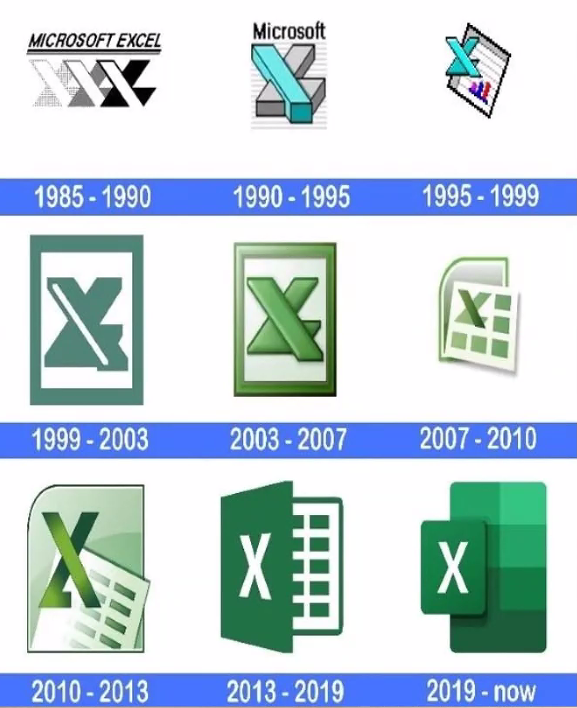 MICROSOFT EXCEL
Microsoft
1985 - 1990
1990 - 1995
1995 - 1999
1999 - 2003
2003 - 2007
2007 - 2010
X
X
2010 - 2013
2013 - 2019
2019 - now